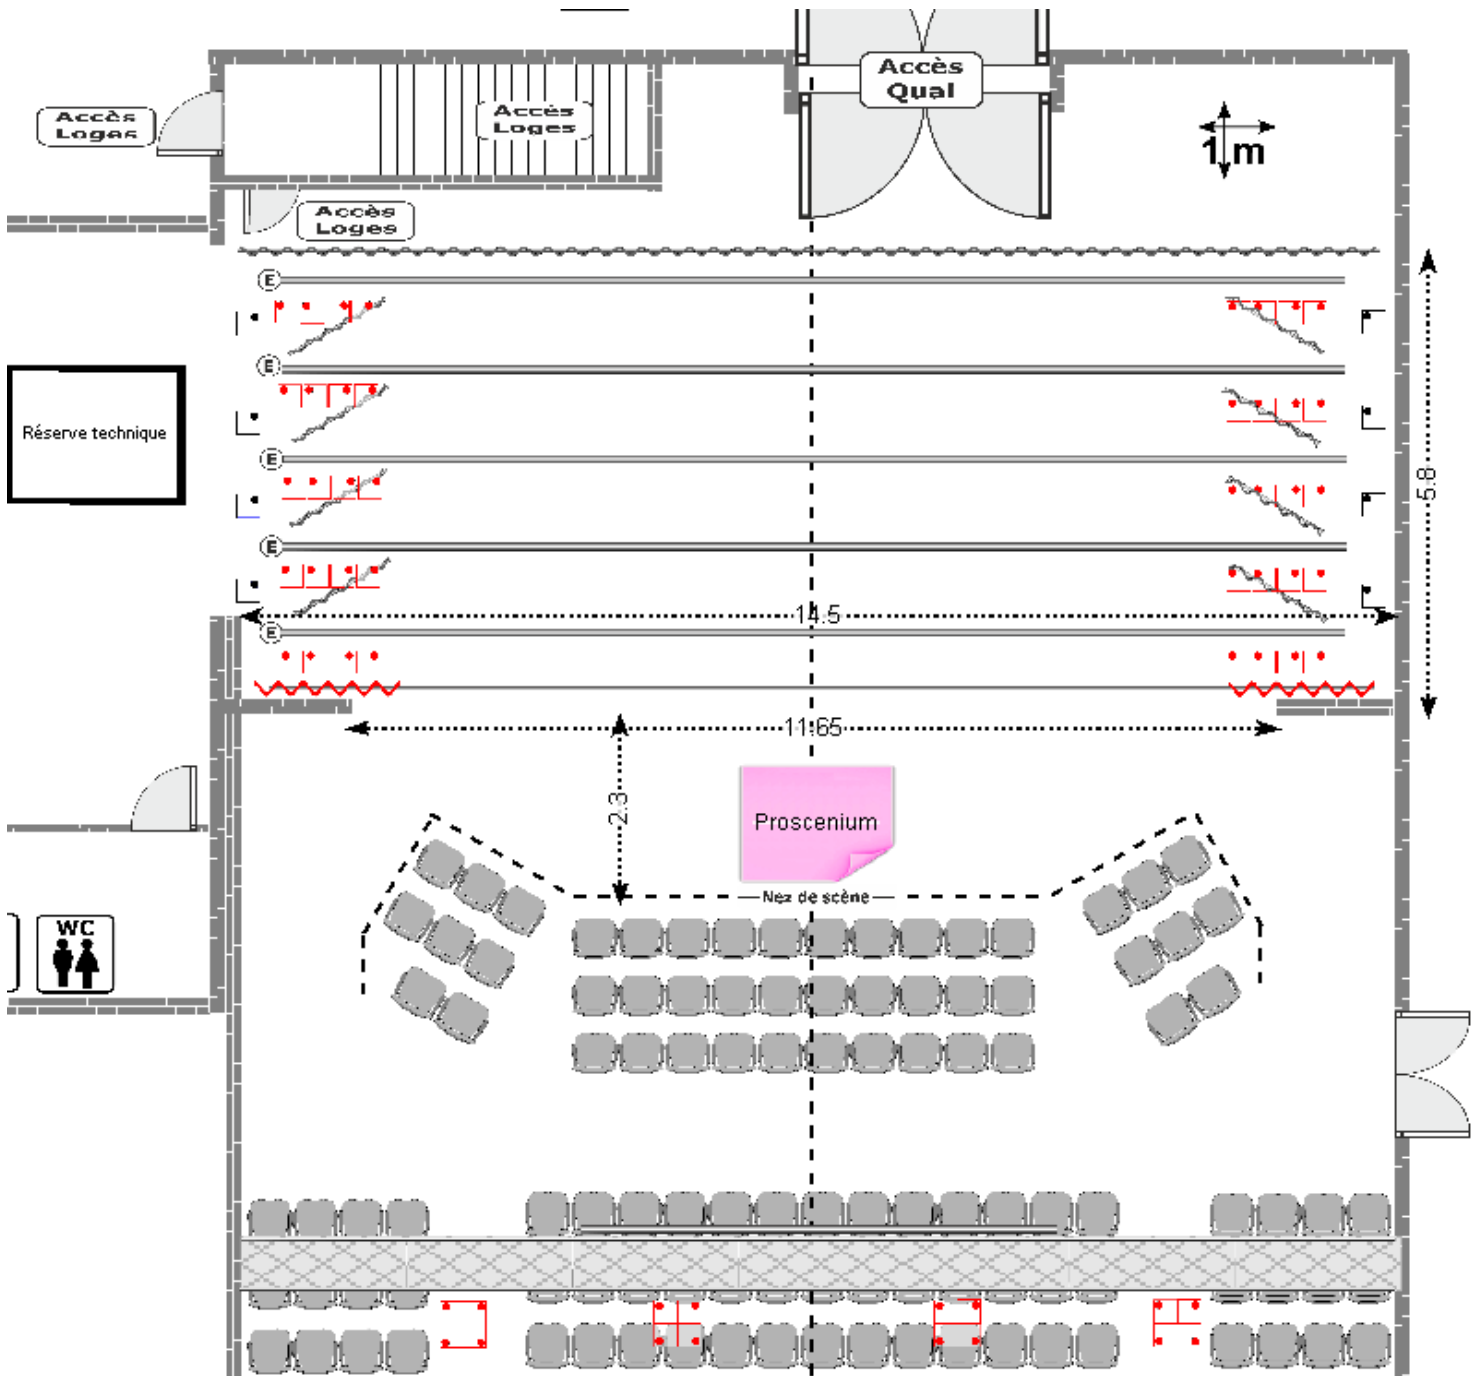 Accès
Qual
Accès
Loges
Accès
Loges
1 m
Accès
Loges
E
E
Réserve technique
E
5.8
E
14.5
E
11.65
2.3
Proscenium
Nez de scène
WC